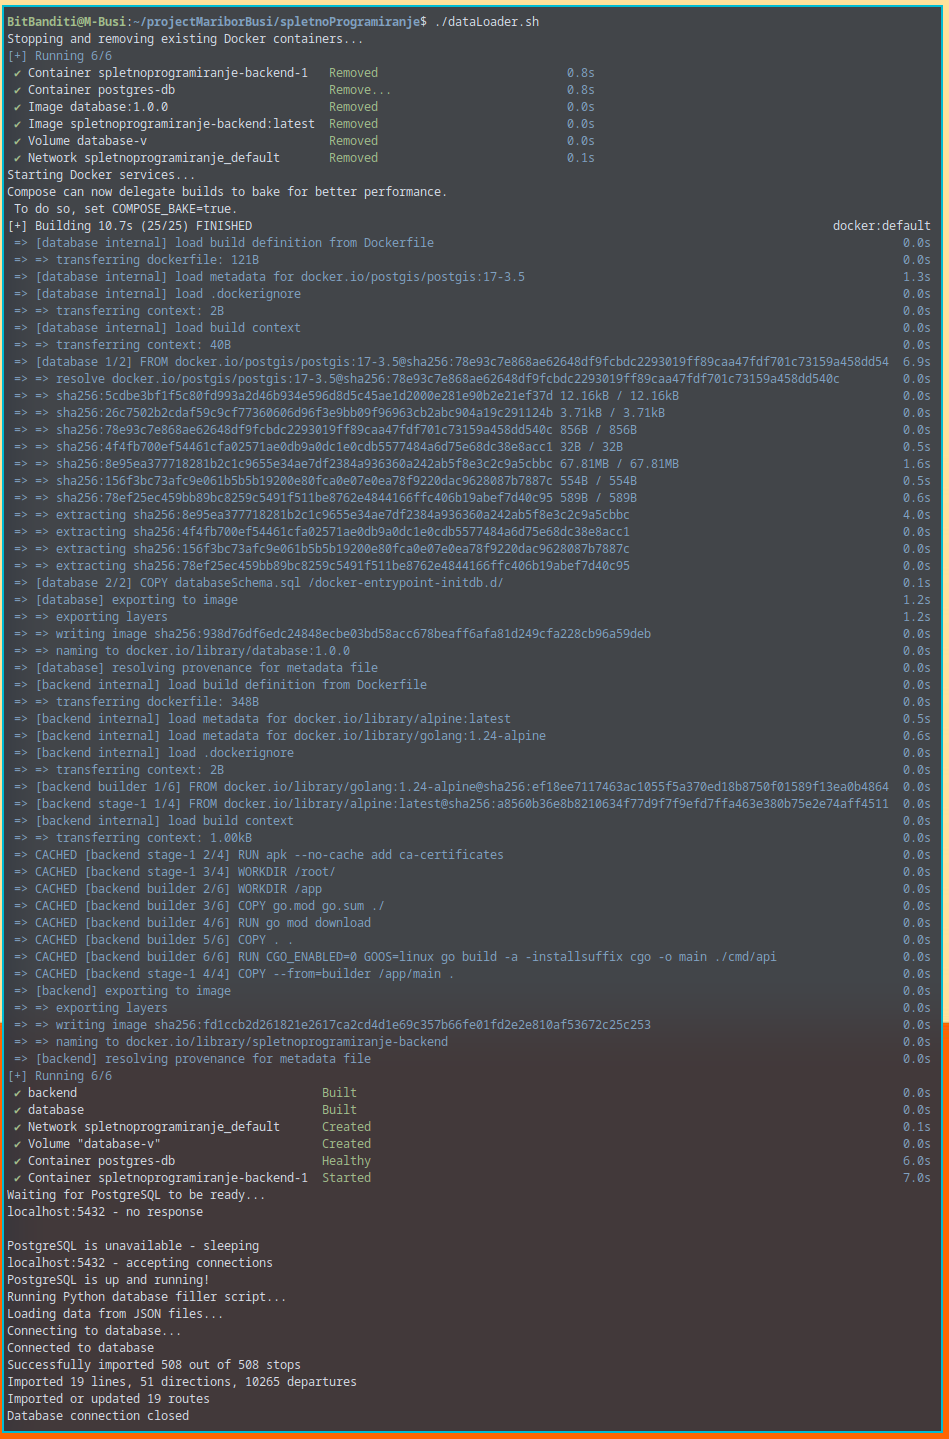 BitBanditi@M-Busi:~/projectMariborBusi/spletnoProgramiranje$ ./dataLoader.sh
Stopping and removing existing Docker containers...
[+] Running 6/6
✔ Container spletnoprogramiranje-backend-1 Removed 0.8s
✔ Container postgres-db Remove... 0.8s
✔ Image database:1.0.0 Removed 0.0s
✔ Image spletnoprogramiranje-backend:latest Removed 0.0s
✔ Volume database-v Removed 0.0s
✔ Network spletnoprogramiranje_default Removed 0.1s
Starting Docker services...
Compose can now delegate builds to bake for better performance.
To do so, set COMPOSE_BAKE=true.
[+] Building 10.7s (25/25) FINISHED docker:default
=> [database internal] load build definition from Dockerfile 0.0s
=> => transferring dockerfile: 121B 0.0s
=> [database internal] load metadata for docker.io/postgis/postgis:17-3.5 1.3s
=> [database internal] load .dockerignore 0.0s
=> => transferring context: 2B 0.0s
=> [database internal] load build context 0.0s
=> => transferring context: 40B 0.0s
=> [database 1/2] FROM docker.io/postgis/postgis:17-3.5@sha256:78e93c7e868ae62648df9fcbdc2293019ff89caa47fdf701c73159a458dd54 6.9s
=> => resolve docker.io/postgis/postgis:17-3.5@sha256:78e93c7e868ae62648df9fcbdc2293019ff89caa47fdf701c73159a458dd540c 0.0s
=> => sha256:5cdbe3bf1f5c80fd993a2d46b934e596d8d5c45ae1d2000e281e90b2e21ef37d 12.16kB / 12.16kB 0.0s
=> => sha256:26c7502b2cdaf59c9cf77360606d96f3e9bb09f96963cb2abc904a19c291124b 3.71kB / 3.71kB 0.0s
=> => sha256:78e93c7e868ae62648df9fcbdc2293019ff89caa47fdf701c73159a458dd540c 856B / 856B 0.0s
=> => sha256:4f4fb700ef54461cfa02571ae0db9a0dc1e0cdb5577484a6d75e68dc38e8acc1 32B / 32B 0.5s
=> => sha256:8e95ea377718281b2c1c9655e34ae7df2384a936360a242ab5f8e3c2c9a5cbbc 67.81MB / 67.81MB 1.6s
=> => sha256:156f3bc73afc9e061b5b5b19200e80fca0e07e0ea78f9220dac9628087b7887c 554B / 554B 0.5s
=> => sha256:78ef25ec459bb89bc8259c5491f511be8762e4844166ffc406b19abef7d40c95 589B / 589B 0.6s
=> => extracting sha256:8e95ea377718281b2c1c9655e34ae7df2384a936360a242ab5f8e3c2c9a5cbbc 4.0s
=> => extracting sha256:4f4fb700ef54461cfa02571ae0db9a0dc1e0cdb5577484a6d75e68dc38e8acc1 0.0s
=> => extracting sha256:156f3bc73afc9e061b5b5b19200e80fca0e07e0ea78f9220dac9628087b7887c 0.0s
=> => extracting sha256:78ef25ec459bb89bc8259c5491f511be8762e4844166ffc406b19abef7d40c95 0.0s
=> [database 2/2] COPY databaseSchema.sql /docker-entrypoint-initdb.d/ 0.1s
=> [database] exporting to image 1.2s
=> => exporting layers 1.2s
=> => writing image sha256:938d76df6edc24848ecbe03bd58acc678beaff6afa81d249cfa228cb96a59deb 0.0s
=> => naming to docker.io/library/database:1.0.0 0.0s
=> [database] resolving provenance for metadata file 0.0s
=> [backend internal] load build definition from Dockerfile 0.0s
=> => transferring dockerfile: 348B 0.0s
=> [backend internal] load metadata for docker.io/library/alpine:latest 0.5s
=> [backend internal] load metadata for docker.io/library/golang:1.24-alpine 0.6s
=> [backend internal] load .dockerignore 0.0s
=> => transferring context: 2B 0.0s
=> [backend builder 1/6] FROM docker.io/library/golang:1.24-alpine@sha256:ef18ee7117463ac1055f5a370ed18b8750f01589f13ea0b4864 0.0s
=> [backend stage-1 1/4] FROM docker.io/library/alpine:latest@sha256:a8560b36e8b8210634f77d9f7f9efd7ffa463e380b75e2e74aff4511 0.0s
=> [backend internal] load build context 0.0s
=> => transferring context: 1.00kB 0.0s
=> CACHED [backend stage-1 2/4] RUN apk --no-cache add ca-certificates 0.0s
=> CACHED [backend stage-1 3/4] WORKDIR /root/ 0.0s
=> CACHED [backend builder 2/6] WORKDIR /app 0.0s
=> CACHED [backend builder 3/6] COPY go.mod go.sum ./ 0.0s
=> CACHED [backend builder 4/6] RUN go mod download 0.0s
=> CACHED [backend builder 5/6] COPY . . 0.0s
=> CACHED [backend builder 6/6] RUN CGO_ENABLED=0 GOOS=linux go build -a -installsuffix cgo -o main ./cmd/api 0.0s
=> CACHED [backend stage-1 4/4] COPY --from=builder /app/main . 0.0s
=> [backend] exporting to image 0.0s
=> => exporting layers 0.0s
=> => writing image sha256:fd1ccb2d261821e2617ca2cd4d1e69c357b66fe01fd2e2e810af53672c25c253 0.0s
=> => naming to docker.io/library/spletnoprogramiranje-backend 0.0s
=> [backend] resolving provenance for metadata file 0.0s
[+] Running 6/6
✔ backend Built 0.0s
✔ database Built 0.0s
✔ Network spletnoprogramiranje_default Created 0.1s
✔ Volume "database-v" Created 0.0s
✔ Container postgres-db Healthy 6.0s
✔ Container spletnoprogramiranje-backend-1 Started 7.0s
Waiting for PostgreSQL to be ready...
localhost:5432 - no response
PostgreSQL is unavailable - sleeping
localhost:5432 - accepting connections
PostgreSQL is up and running!
Running Python database filler script...
Loading data from JSON files...
Connecting to database...
Connected to database
Successfully imported 508 out of 508 stops
Imported 19 lines, 51 directions, 10265 departures
Imported or updated 19 routes
Database connection closed